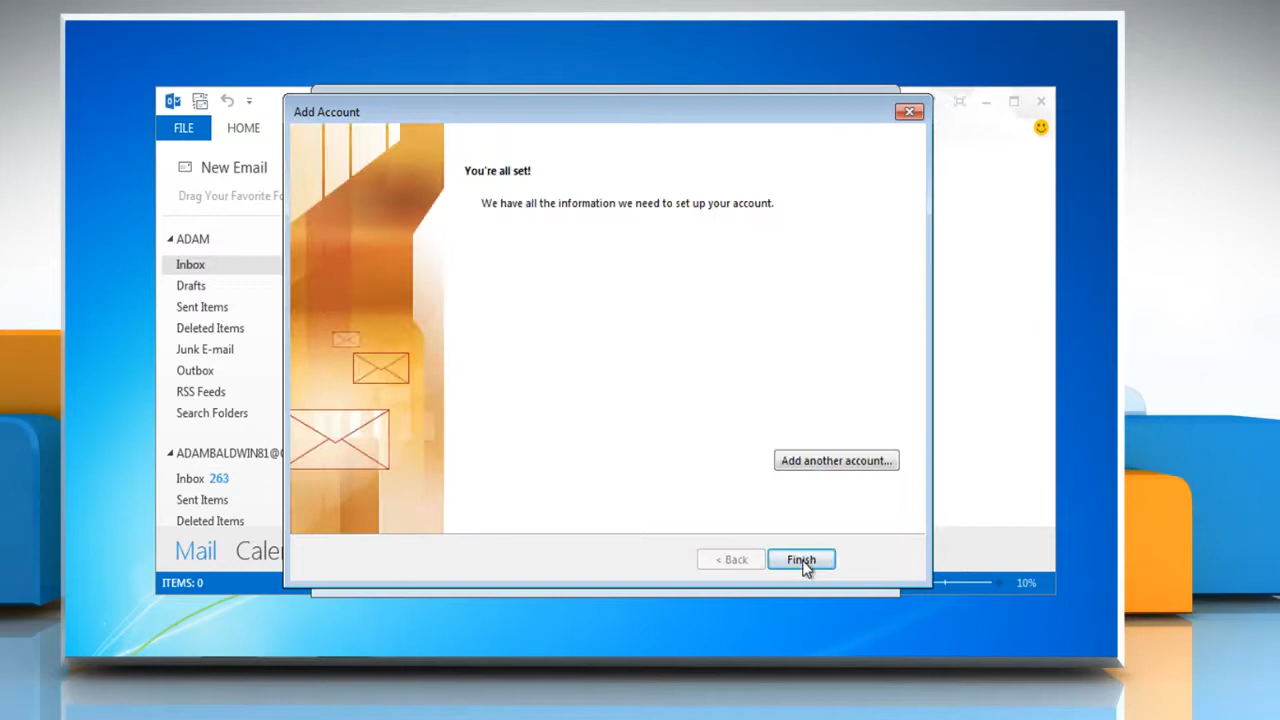 Add Account
FILE
HOME
New Email
Drag Your Favorite Fo
ADAM
Inbox
Drafts
Sent Items
Deleted Items
Junk E-mail
Outbox
RSS Feeds
Search Folders
ADAMBALDWIN81@
Inbox 263
Sent Items
Deleted Items
Mail Cale
ITEMS: 0
You're all set!
We have all the information we need to set up your account.
Add another account...
< Back
Finish
10%